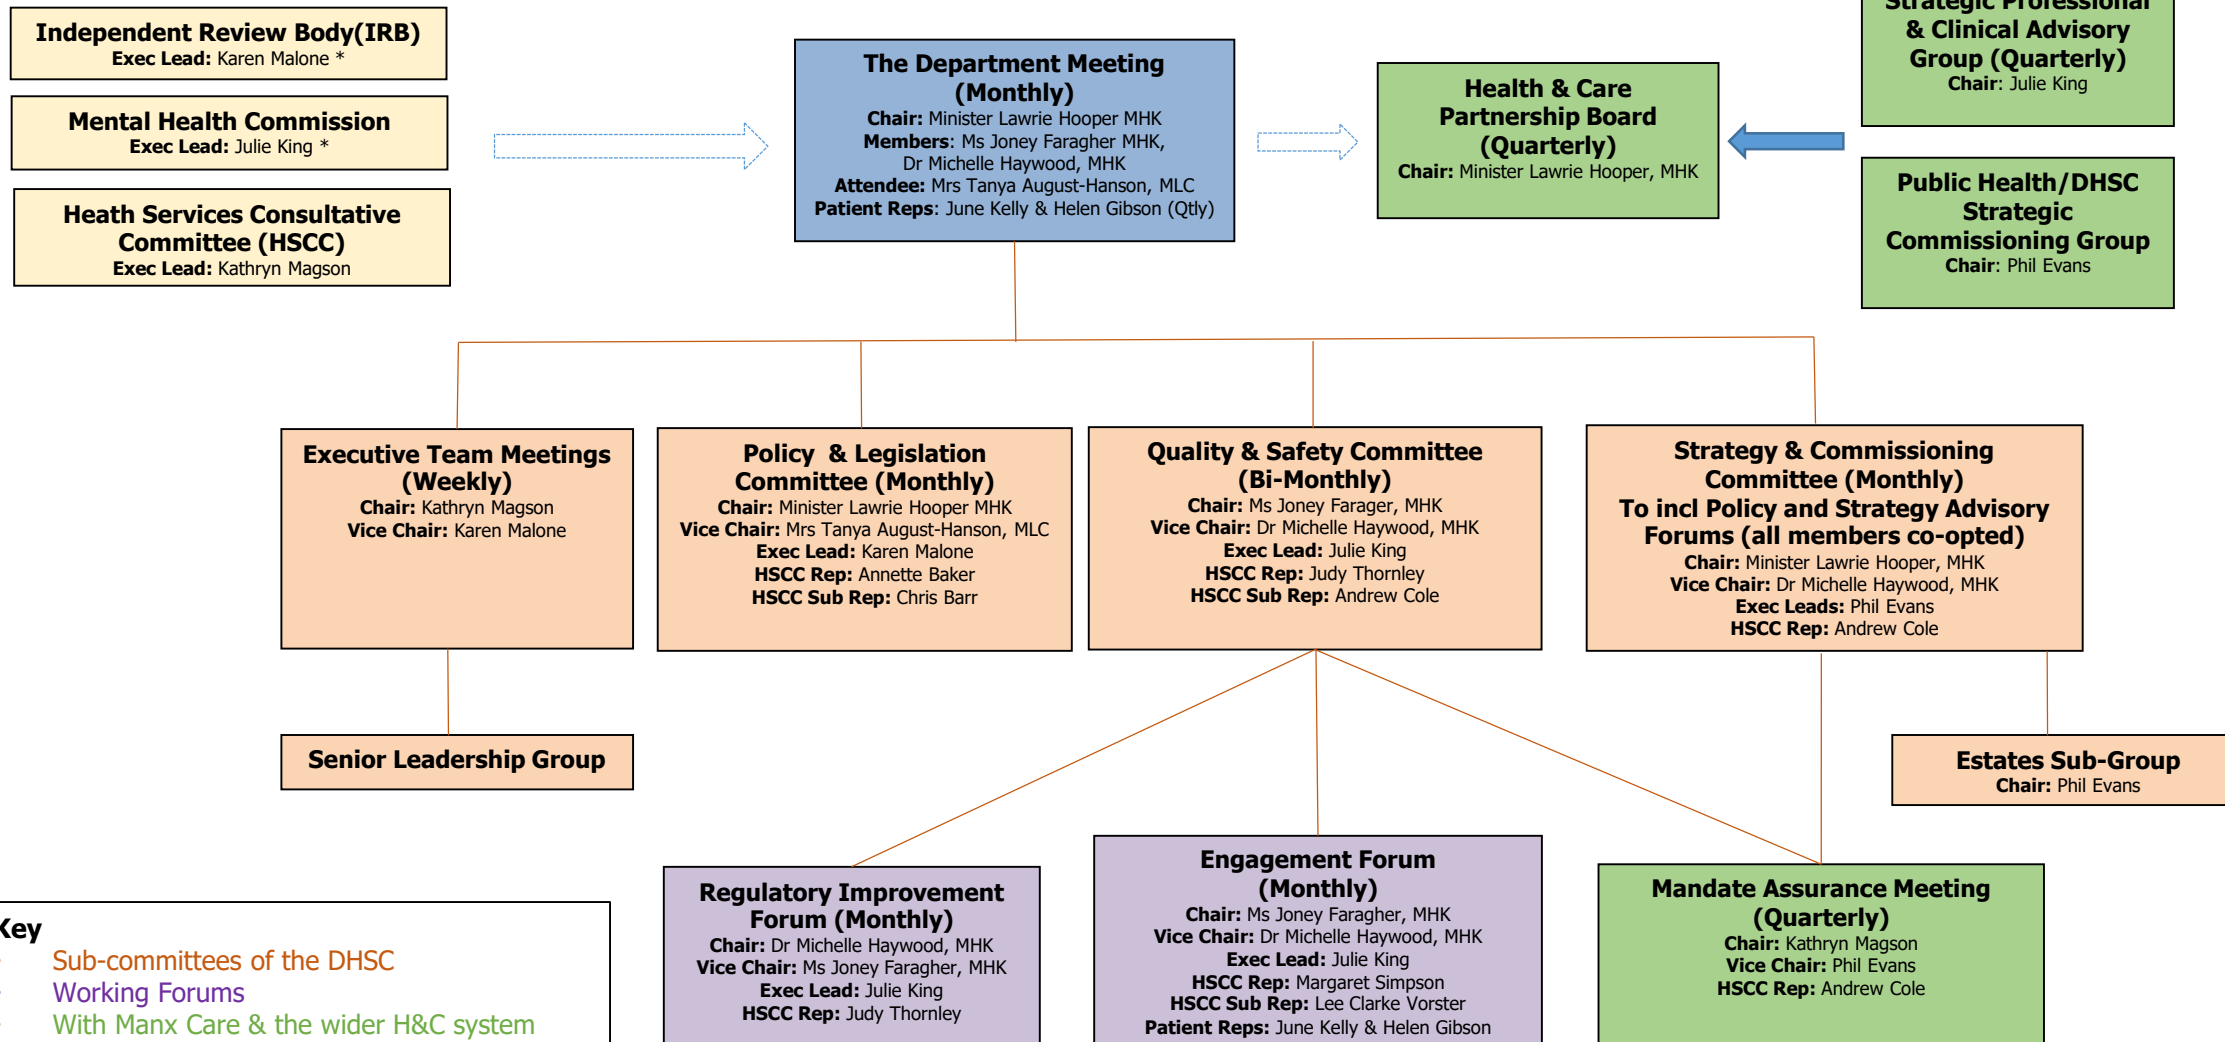 Independent Review Body(IRB)
Exec Lead: Karen Malone *
Mental Health Commission
Exec Lead: Julie King *
Heath Services Consultative
Committee (HSCC)
Exec Lead: Kathryn Magson
The Department Meeting
(Monthly)
Chair: Minister Lawrie Hooper MHK
Members: Ms Joney Faragher MHK,
Dr Michelle Haywood, MHK
Attendee: Mrs Tanya August-Hanson, MLC
Patient Reps: June Kelly & Helen Gibson (Qtly)
Health & Care
Partnership Board
(Quarterly)
Chair: Minister Lawrie Hooper, MHK
Strategic Professional
& Clinical Advisory
Group (Quarterly)
Chair: Julie King
Public Health/DHSC
Strategic
Commissioning Group
Chair: Phil Evans
Executive Team Meetings
(Weekly)
Chair: Kathryn Magson
Vice Chair: Karen Malone
Policy & Legislation
Committee (Monthly)
Chair: Minister Lawrie Hooper MHK
Vice Chair: Mrs Tanya August-Hanson, MLC
Exec Lead: Karen Malone
HSCC Rep: Annette Baker
HSCC Sub Rep: Chris Barr
Quality & Safety Committee
(Bi-Monthly)
Chair: Ms Joney Farager, MHK
Vice Chair: Dr Michelle Haywood, MHK
Exec Lead: Julie King
HSCC Rep: Judy Thornley
HSCC Sub Rep: Andrew Cole
Strategy & Commissioning
Committee (Monthly)
To incl Policy and Strategy Advisory
Forums (all members co-opted)
Chair: Minister Lawrie Hooper, MHK
Vice Chair: Dr Michelle Haywood, MHK
Exec Leads: Phil Evans
HSCC Rep: Andrew Cole
Senior Leadership Group
Estates Sub-Group
Chair: Phil Evans
Regulatory Improvement
Forum (Monthly)
Chair: Dr Michelle Haywood, MHK
Vice Chair: Ms Joney Faragher, MHK
Exec Lead: Julie King
HSCC Rep: Judy Thornley
Engagement Forum
(Monthly)
Chair: Ms Joney Faragher, MHK
Vice Chair: Dr Michelle Haywood, MHK
Exec Lead: Julie King
HSCC Rep: Margaret Simpson
HSCC Sub Rep: Lee Clarke Vorster
Patient Reps: June Kelly & Helen Gibson
Mandate Assurance Meeting
(Quarterly)
Chair: Kathryn Magson
Vice Chair: Phil Evans
HSCC Rep: Andrew Cole
Key
Sub-committees of the DHSC
Working Forums
With Manx Care & the wider H&C system